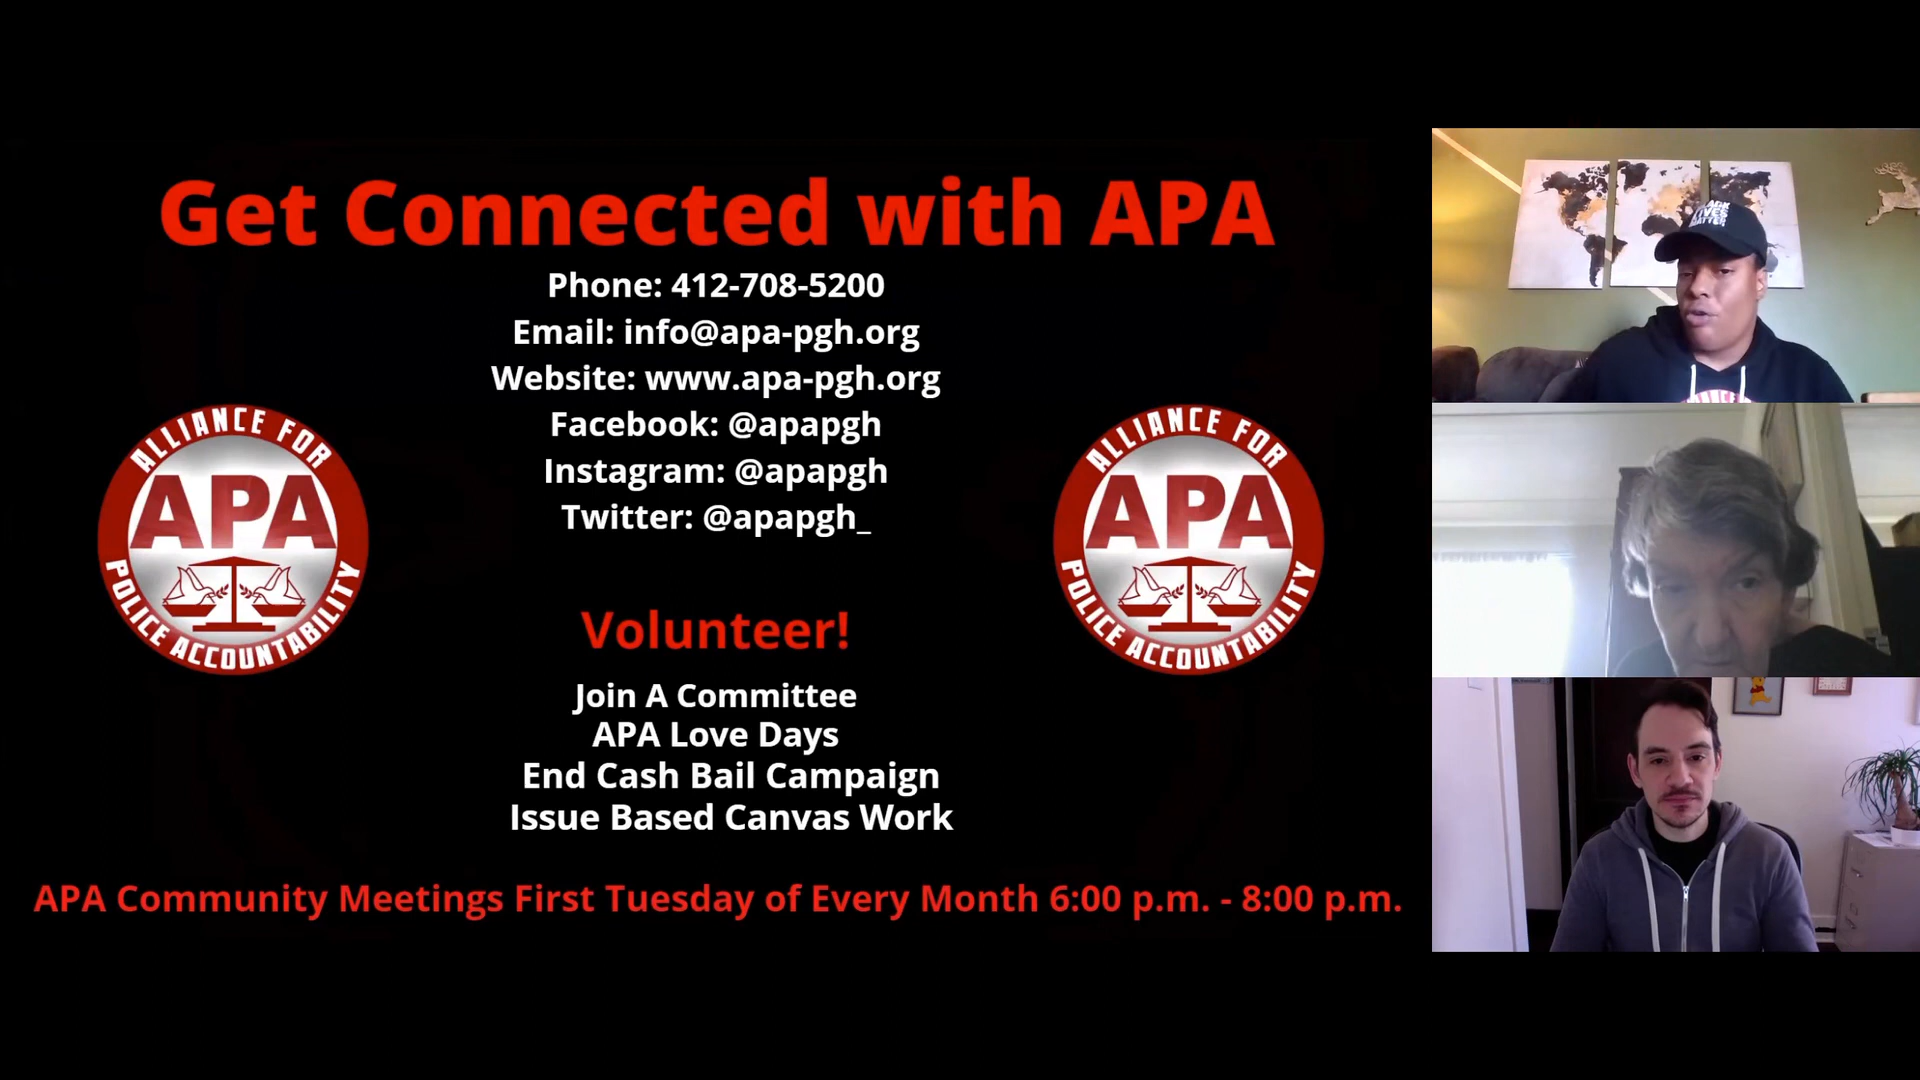 Get Connected with APA
Phone: 412-708-5200
Email: info@apa-pgh.org
Website: www.apa-pgh.org
Facebook: @apapgh
Instagram: @apapgh
Twitter: @apapgh_
ALLIANCE FOR
APA
POLICE ACCOUNTABILITY
ALLIANCE FOR
APA
POLICE ACCOUNTABILITY
Volunteer!
Join A Committee
APA Love Days
End Cash Bail Campaign
Issue Based Canvas Work
APA Community Meetings First Tuesday of Every Month 6:00 p.m. - 8:00 p.m.
BLACK
LIVES
MATTER